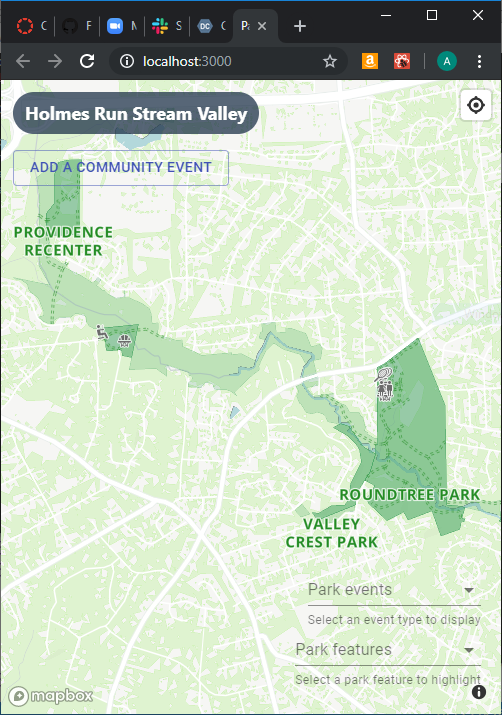 C
F
M
S
C
Pa
localhost:3000
A
Holmes Run Stream Valley
ADD A COMMUNITY EVENT
PROVIDENCE
RECENTER
ROUNDTREE PARK
VALLEY
CREST PARK
Park events
Select an event type to display
Park features
Select a park feature to highlight
mapbox